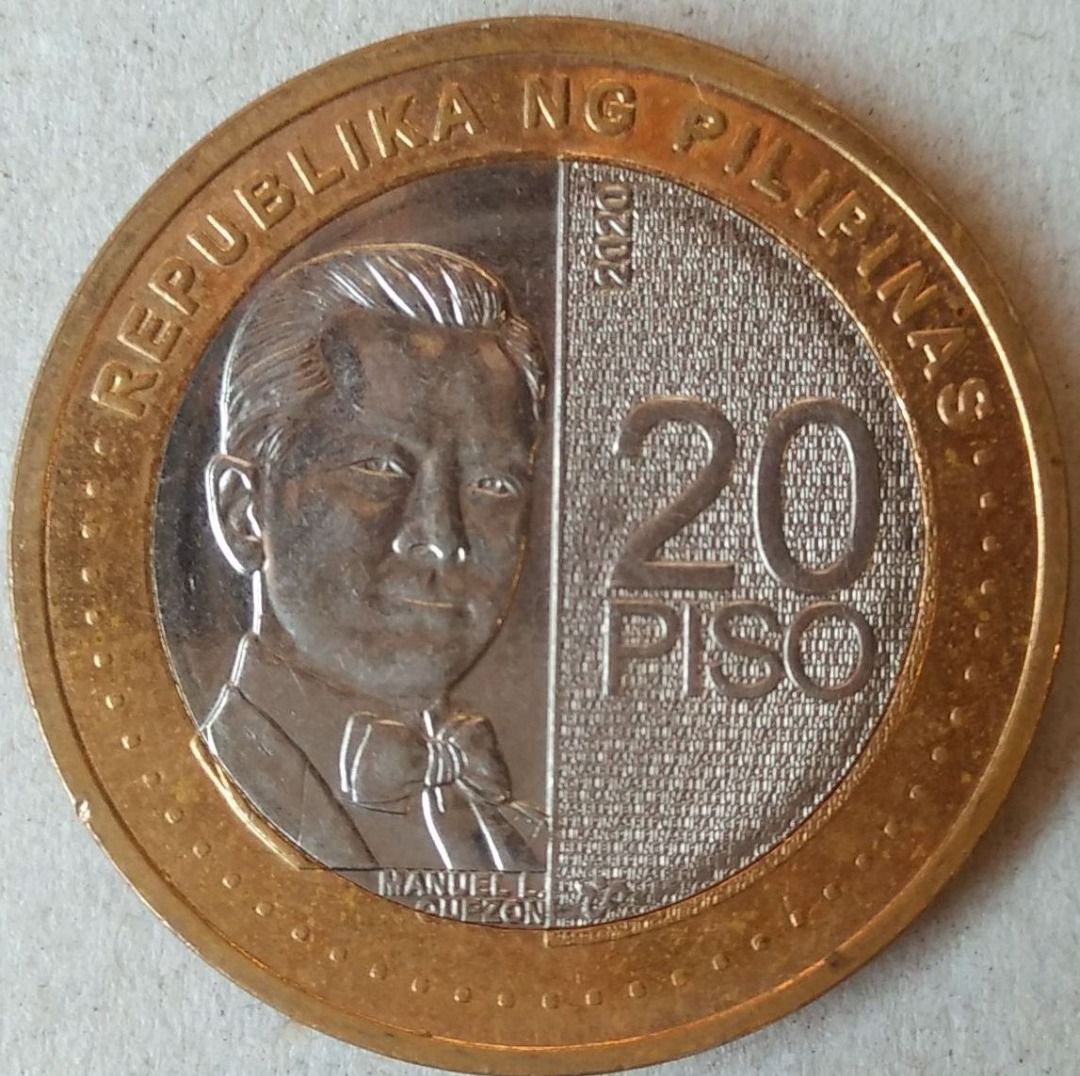 REPUBLIKA NG PILIPINAS
2020
20
PISO
MANUEL L.
QUEZON